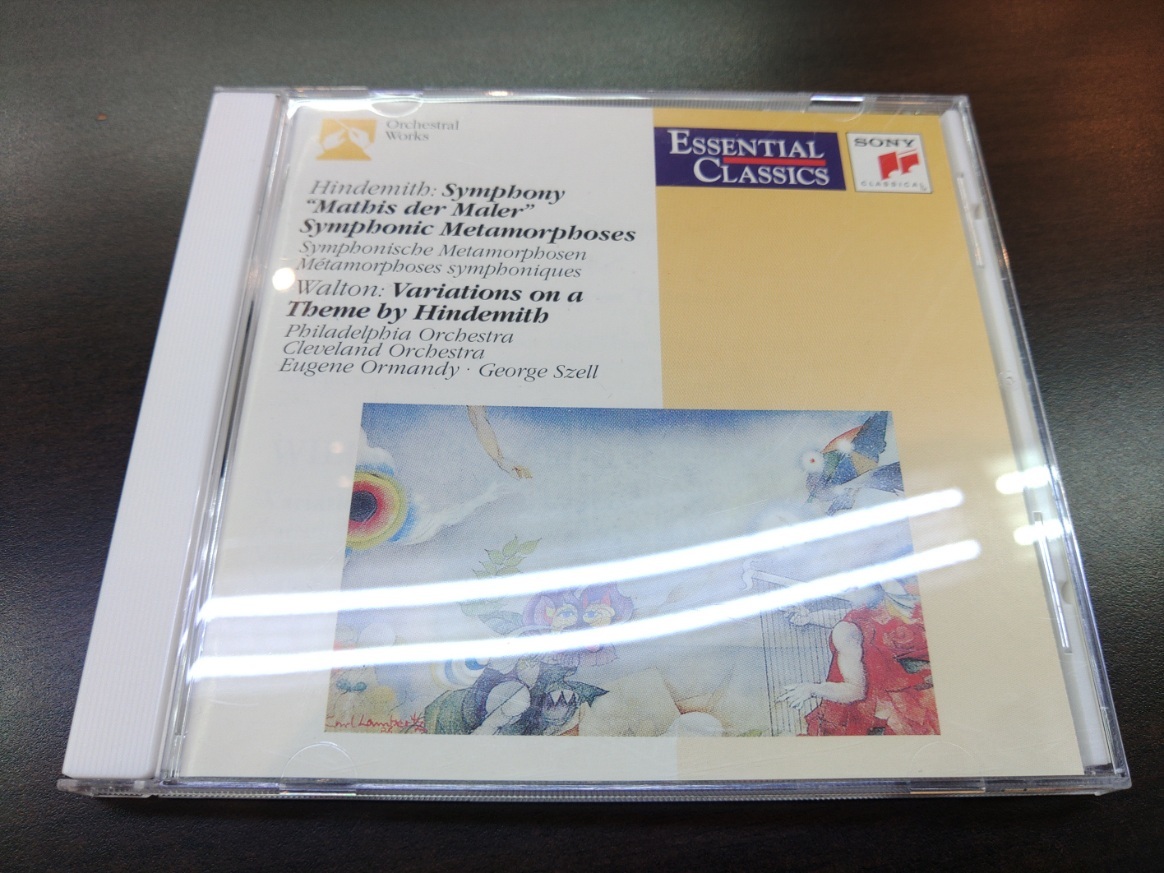 Orchestral
Works
ESSENTIAL
CLASSICS
SONY
CLASSICAL
Hindemith: Symphony
“Mathis der Maler”
Symphonic Metamorphoses
Symphonische Metamorphosen
Métamorphoses symphoniques
Walton: Variations on a
Theme by Hindemith
Philadelphia Orchestra
Cleveland Orchestra
Eugene Ormandy · George Szell